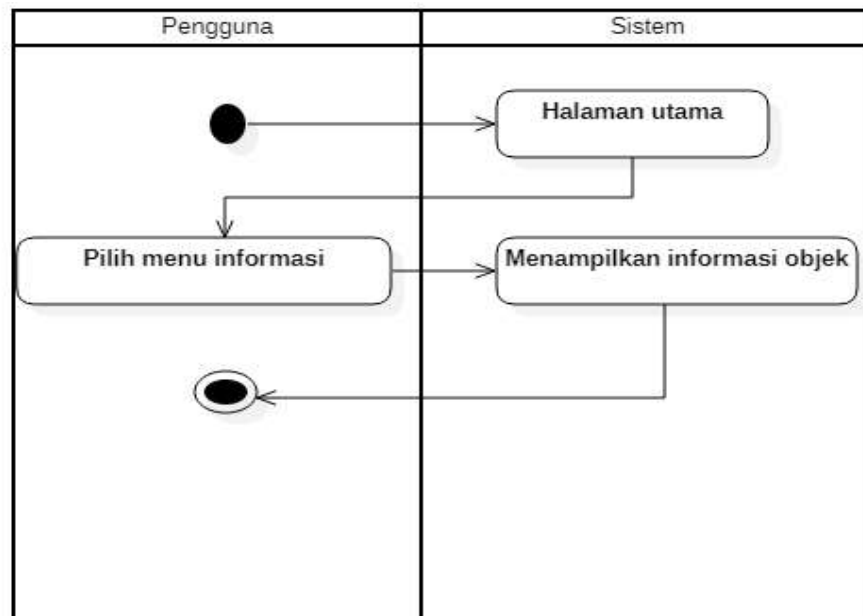 Pengguna
Sistem
Halaman utama
Pilih menu informasi
Menampilkan informasi objek